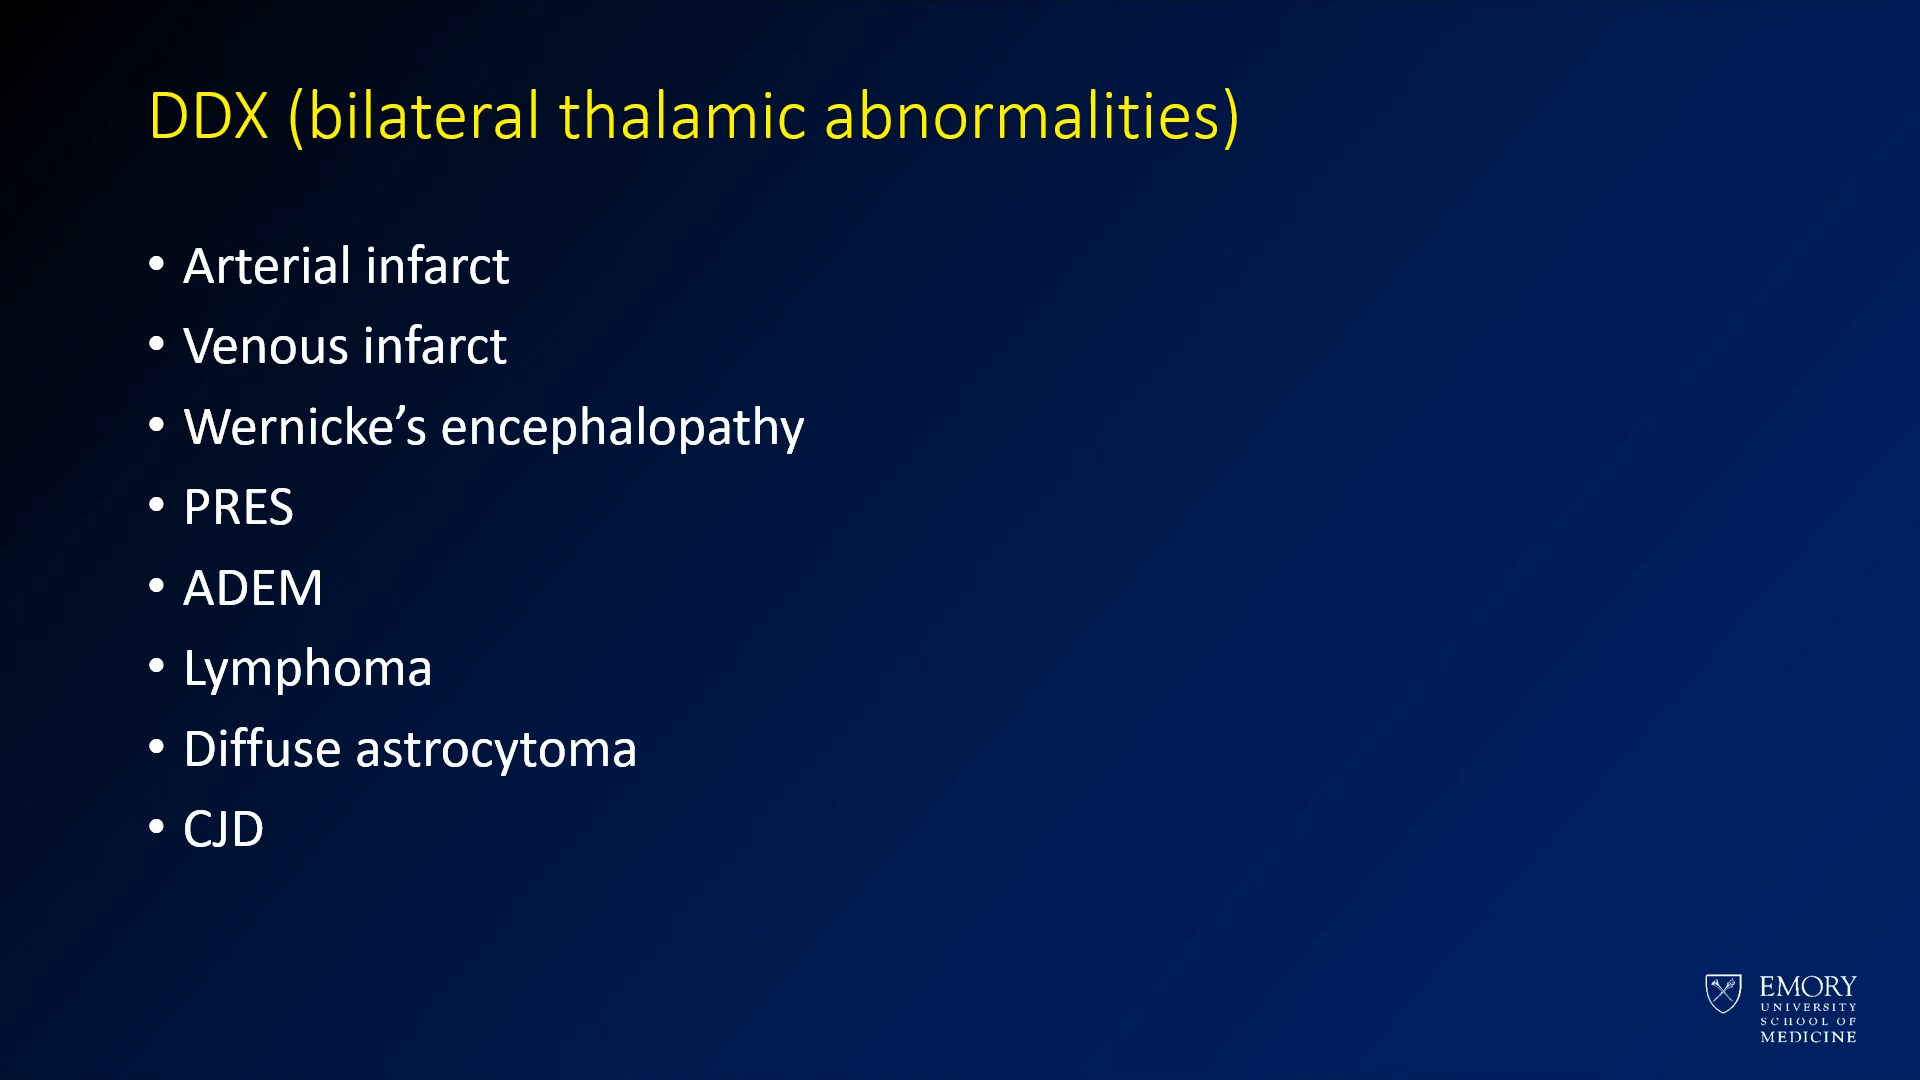 DDX (bilateral thalamic abnormalities)
• Arterial infarct
• Venous infarct
• Wernicke’s encephalopathy
• PRES
• ADEM
• Lymphoma
• Diffuse astrocytoma
• CJD
EMORY
UNIVERSITY
SCHOOL OF
MEDICINE